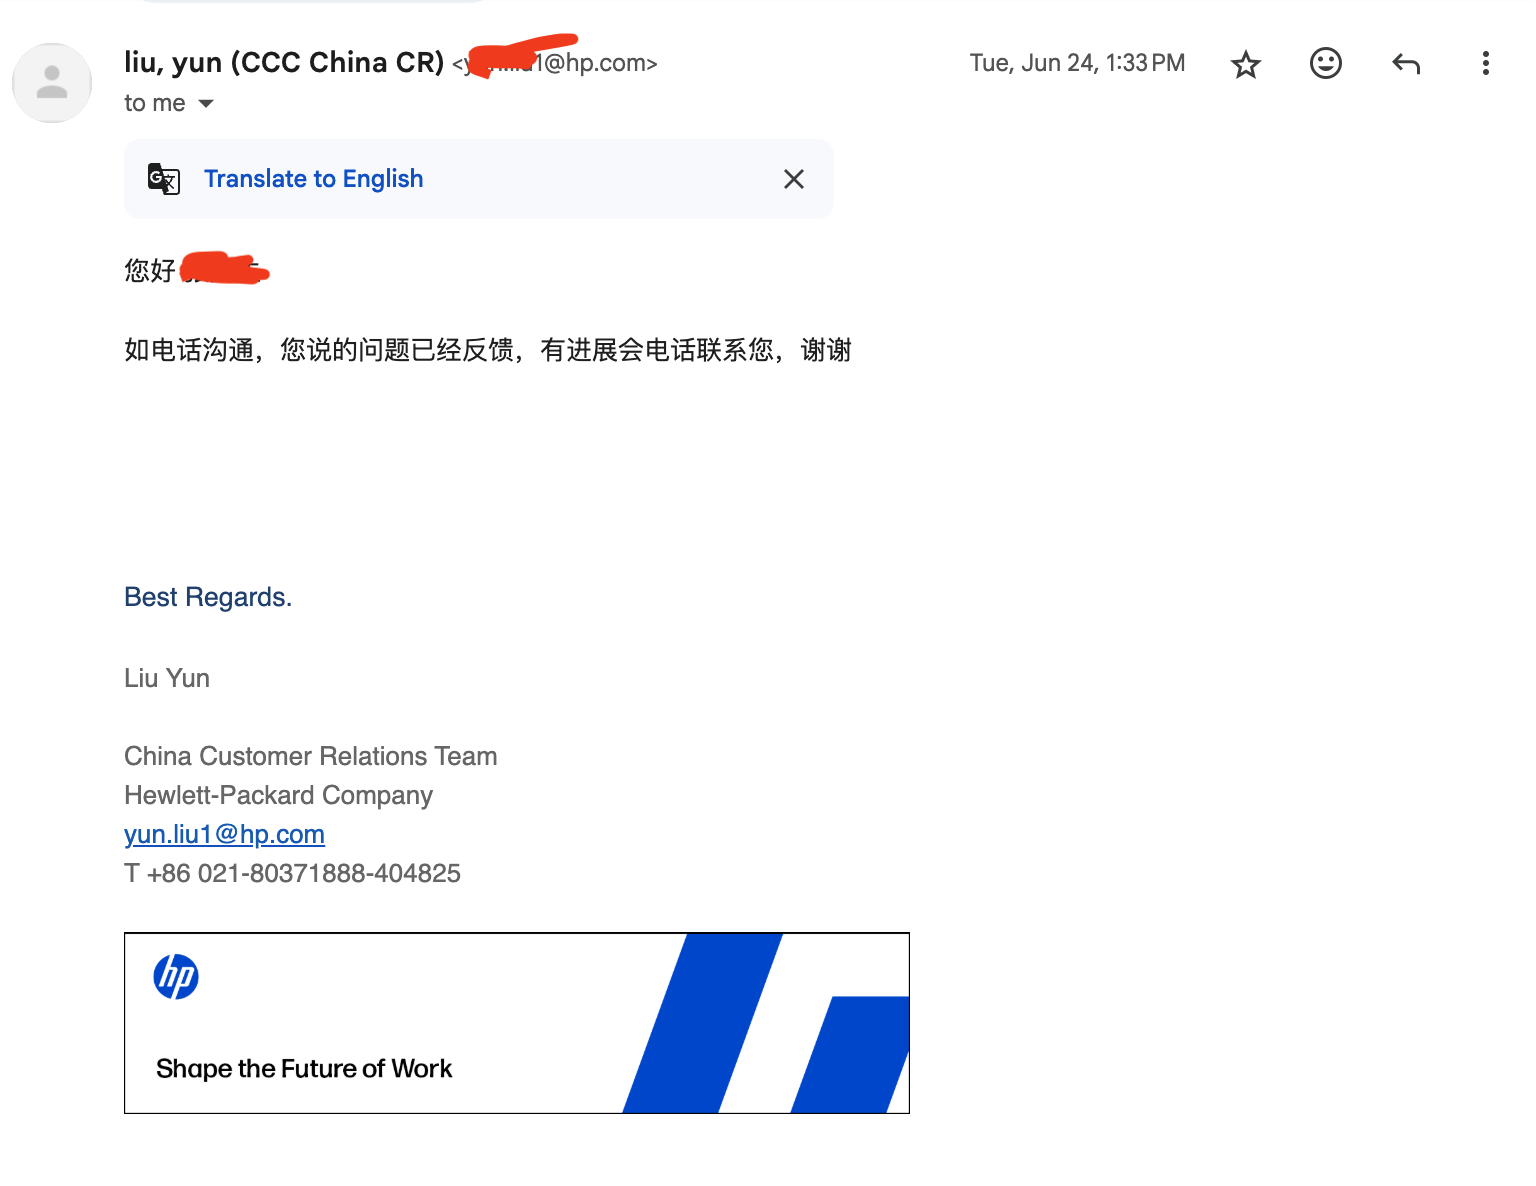 liu, yun (CCC China CR) <y 1@hp.com>
Tue, Jun 24, 1:33 PM
to me
Translate to English
您好
如电话沟通，您说的问题已经反馈，有进展会电话联系您，谢谢
Best Regards.
Liu Yun
China Customer Relations Team
Hewlett-Packard Company
yun.liu1@hp.com
T +86 021-80371888-404825
hp
Shape the Future of Work